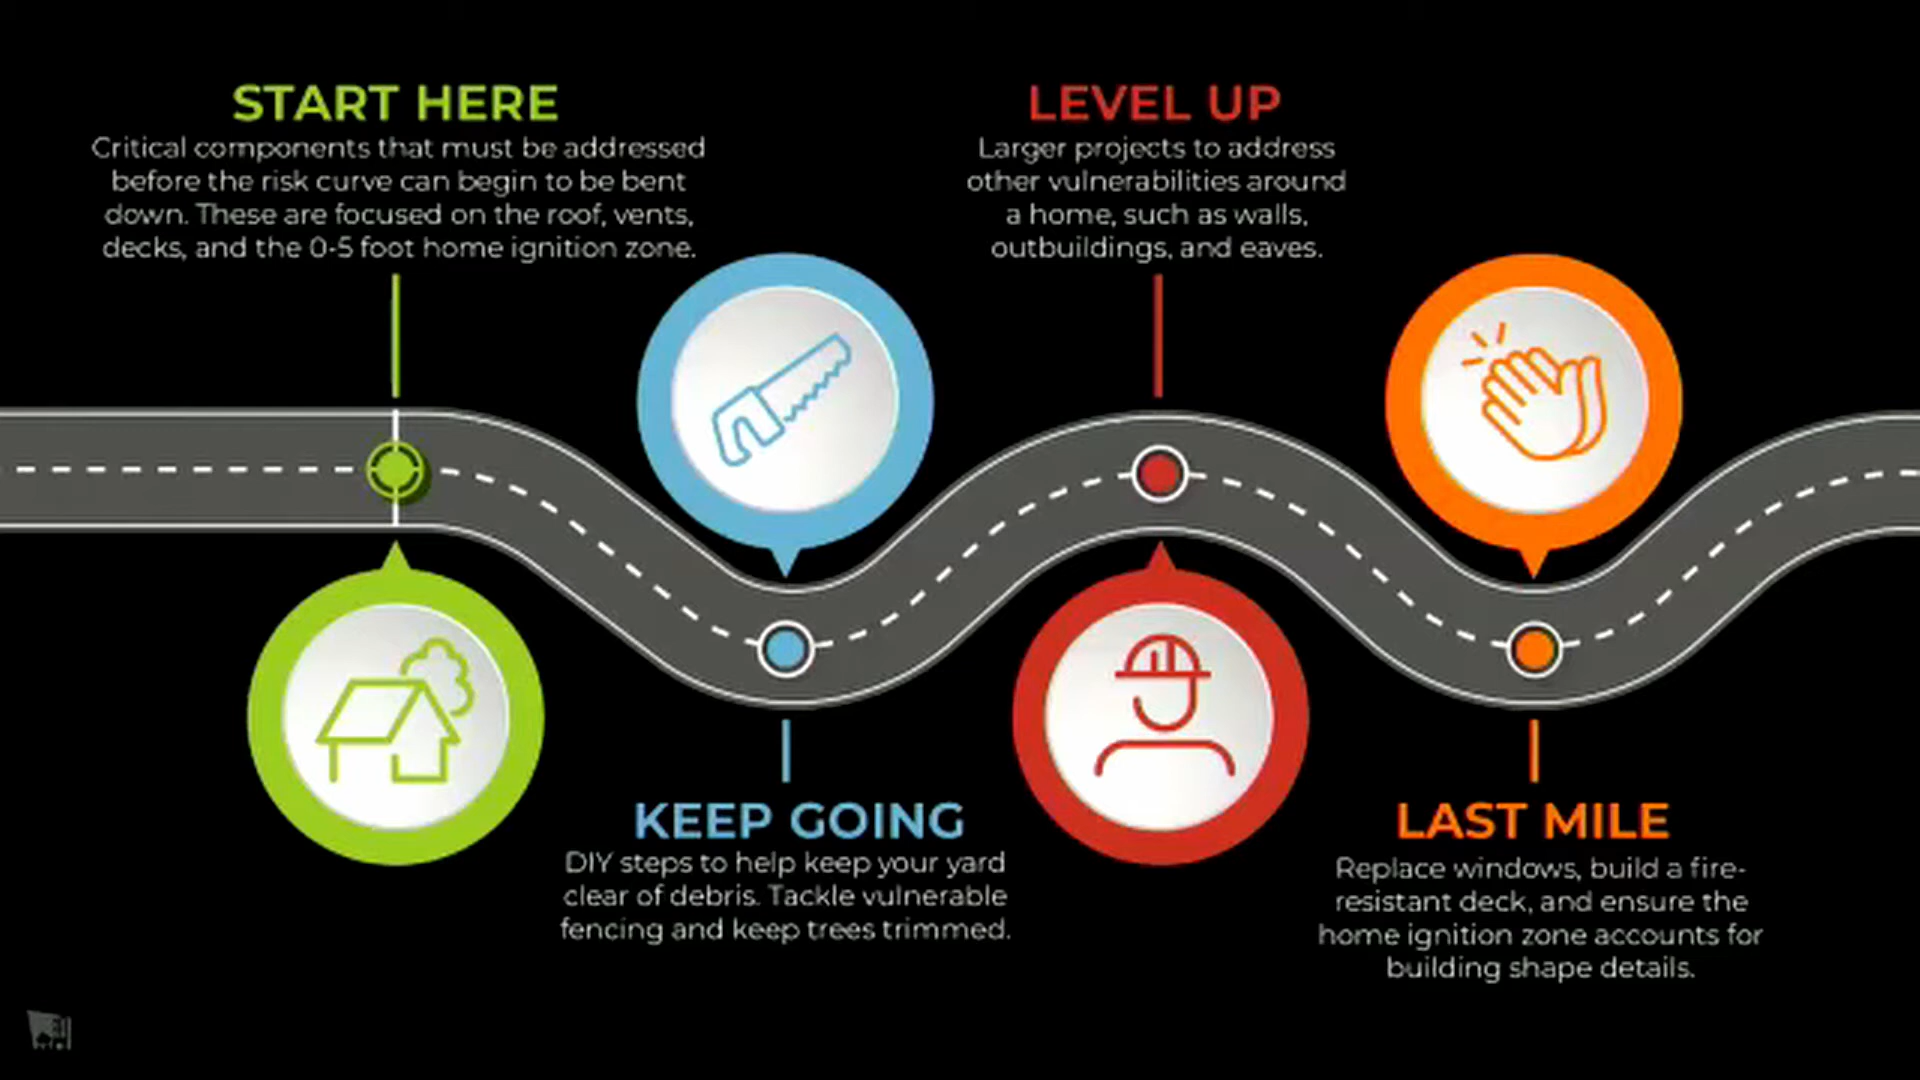 START HERE
Critical components that must be addressed
before the risk curve can begin to be bent
down. These are focused on the roof, vents,
decks, and the 0-5 foot home ignition zone.
KEEP GOING
DIY steps to help keep your yard
clear of debris. Tackle vulnerable
fencing and keep trees trimmed.
LEVEL UP
Larger projects to address
other vulnerabilities around
a home, such as walls,
outbuildings, and eaves.
LAST MILE
Replace windows, build a fire-
resistant deck, and ensure the
home ignition zone accounts for
building shape details.